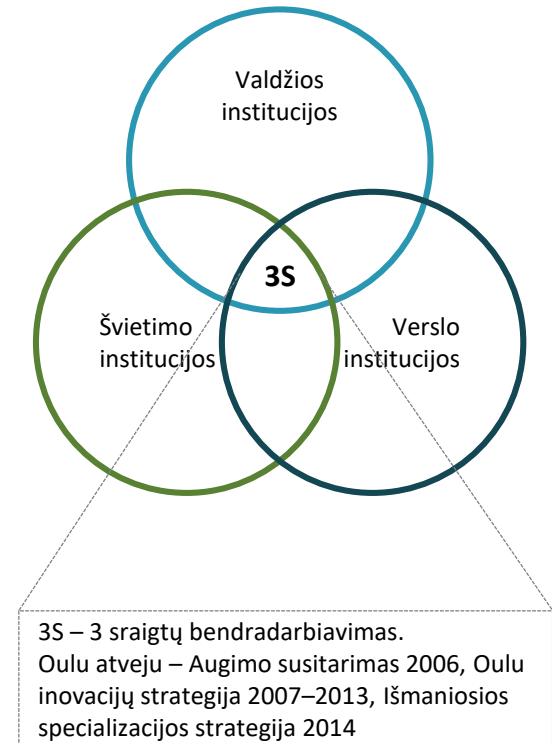 Valdžios
institucijos
3S
Švietimo
institucijos
Verslo
institucijos
3S – 3 sraigtų bendradarbiavimas.
Oulu atveju – Augimo susitarimas 2006, Oulu
inovacijų strategija 2007–2013, Išmaniosios
specializacijos strategija 2014